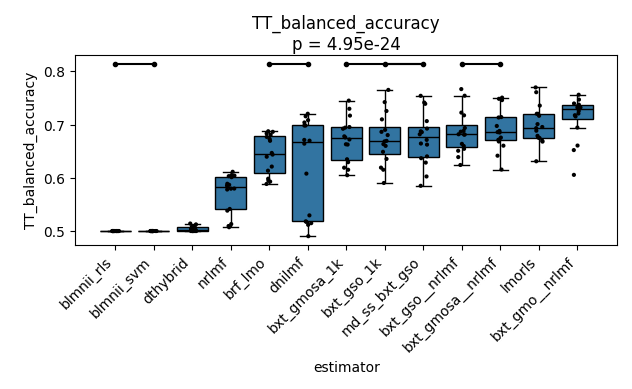 TT_balanced_accuracy
p = 4.95e-24
TT_balanced_accuracy
0.8
0.7
0.6
0.5
blmnii_rls
blmnii_svm
dthybrid
nrlmf
brf_lmo
dnilmf
bxt_gmosa_1k
bxt_gso_1k
md_ss_bxt_gso
bxt_gso__nrlmf
bxt_gmosa__nrlmf
lmorls
bxt_gmo__nrlmf
estimator